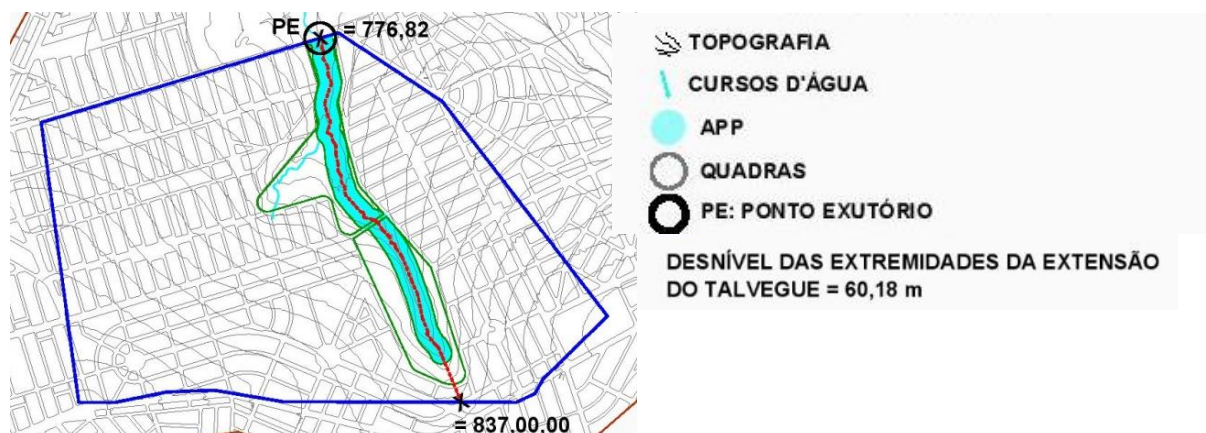 PE = 776,82
= 837,00,00
TOPOGRAFIA
CURSOS D'ÁGUA
APP
QUADRAS
PE: PONTO EXUTÓRIO
DESNÍVEL DAS EXTREMIDADES DA EXTENSÃO
DO TALVEGUE = 60,18 m